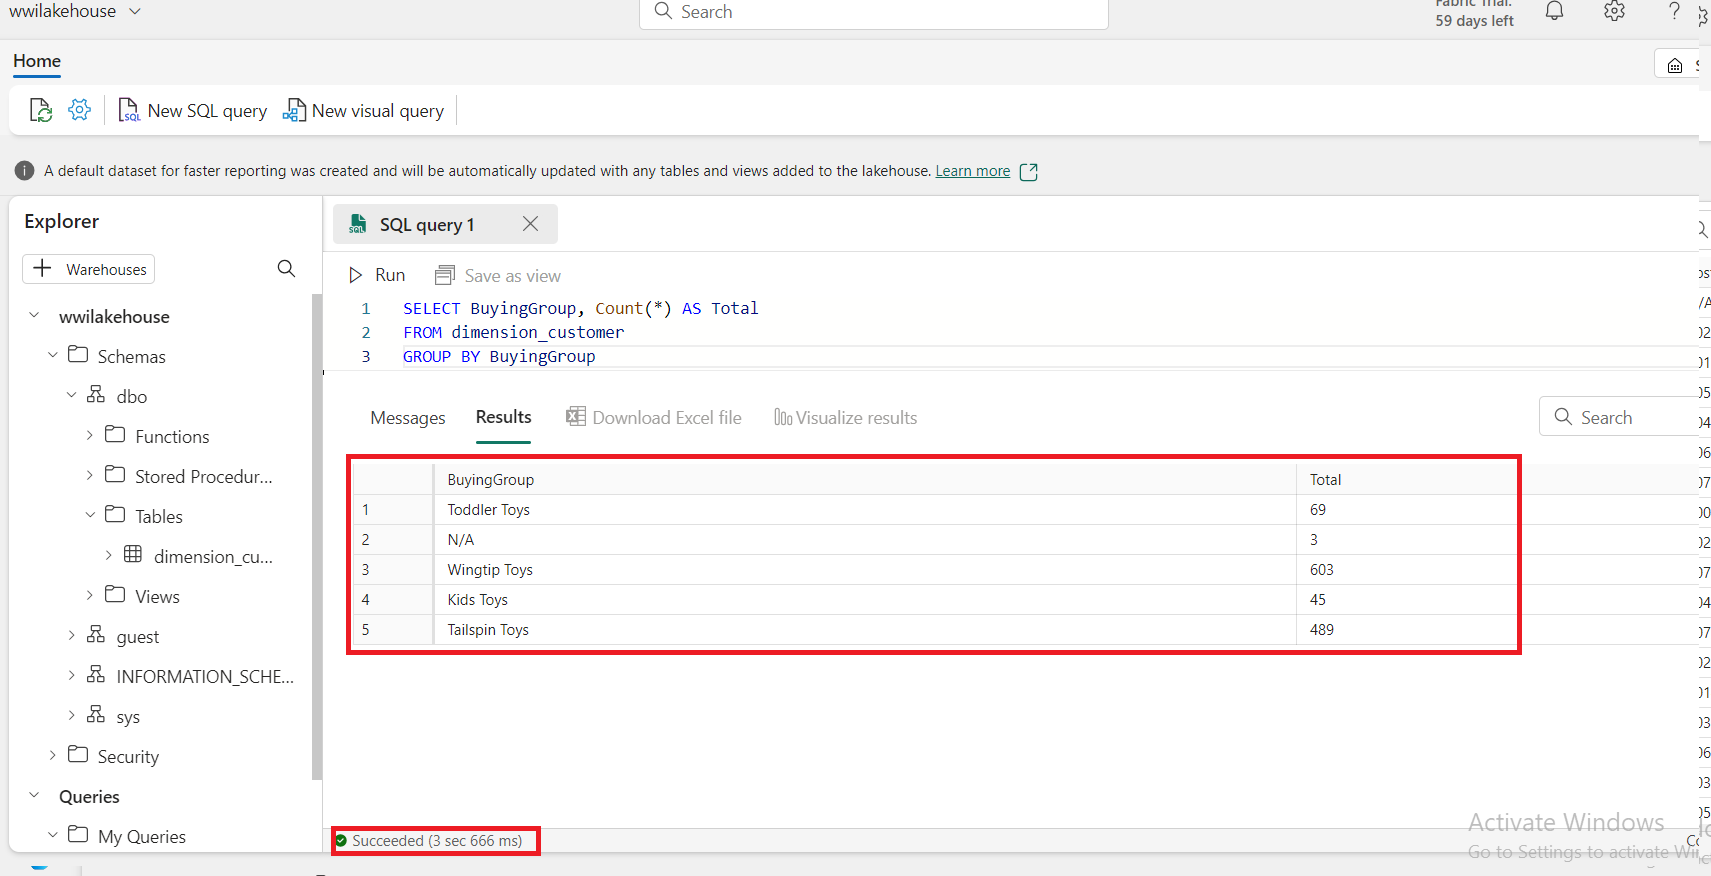 wwilakehouse
Search
Fabric Trial:
59 days left
?
Home
New SQL query
New visual query
A default dataset for faster reporting was created and will be automatically updated with any tables and views added to the lakehouse. Learn more
Explorer
Warehouses
wwilakehouse
Schemas
dbo
Functions
Stored Procedur...
Tables
dimension_cu...
Views
guest
INFORMATION_SCHE...
sys
Security
Queries
My Queries
SQL query 1
Run
Save as view
1 SELECT BuyingGroup, Count(*) AS Total
2 FROM dimension_customer
3 GROUP BY BuyingGroup
Messages
Results
Download Excel file
Visualize results
Search
BuyingGroup Total
1 Toddler Toys 69
2 N/A 3
3 Wingtip Toys 603
4 Kids Toys 45
5 Tailspin Toys 489
Succeeded (3 sec 666 ms)
Activate Windows
Go to Settings to activate Wi